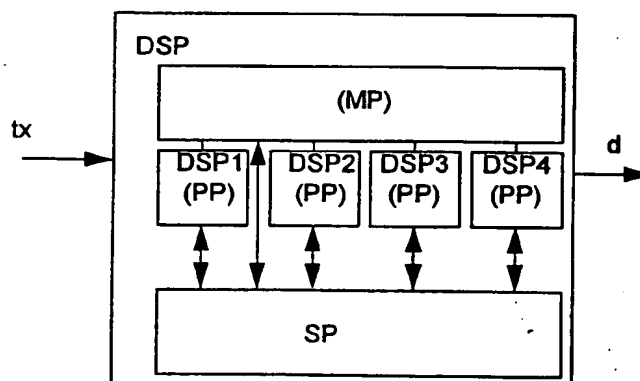 DSP
(MP)
tx
d
DSP1 DSP2 DSP3 DSP4
(PP) (PP) (PP) (PP)
SP